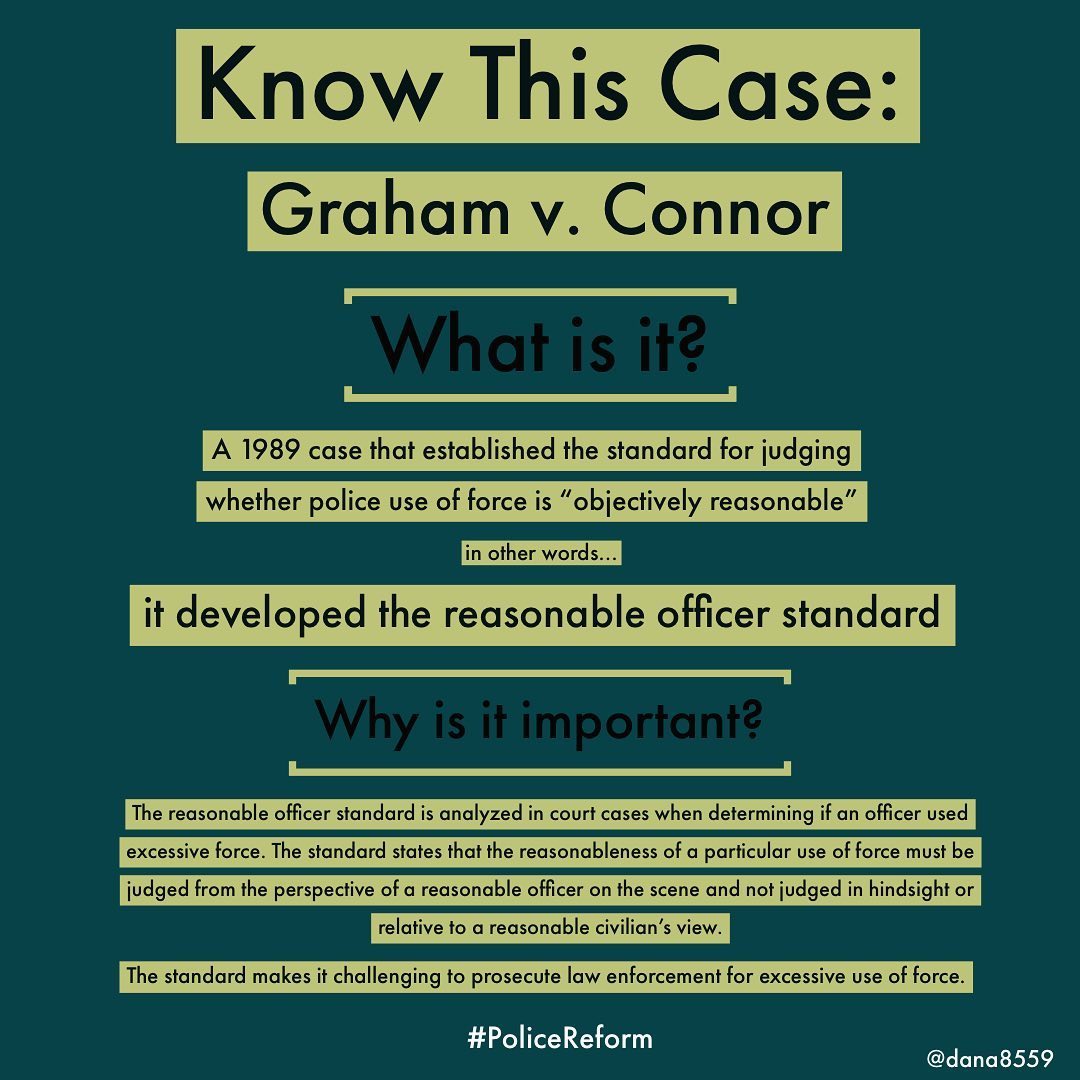 Know This Case:
Graham v. Connor
What is it?
A 1989 case that established the standard for judging
whether police use of force is “objectively reasonable”
in other words...
it developed the reasonable officer standard
Why is it important?
The reasonable officer standard is analyzed in court cases when determining if an officer used
excessive force. The standard states that the reasonableness of a particular use of force must be
judged from the perspective of a reasonable officer on the scene and not judged in hindsight or
relative to a reasonable civilian’s view.
The standard makes it challenging to prosecute law enforcement for excessive use of force.
#PoliceReform
@dana8559